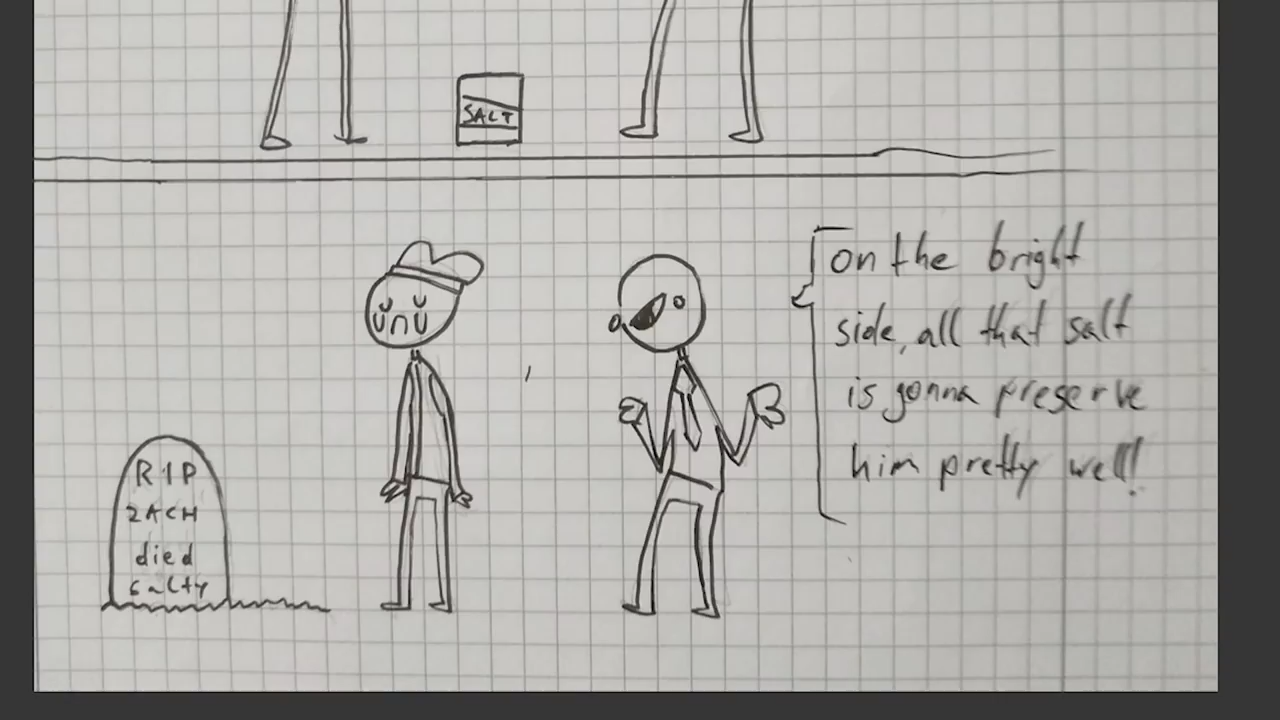 SALT
on the bright
side, all that salt
is gonna preserve
him pretty well!
RIP
ZACH
died
salty